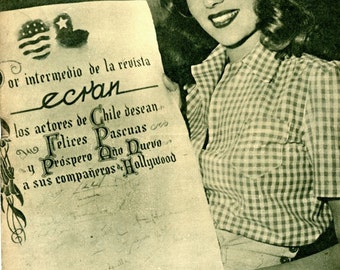 or intermedio de la revista
ecran
los actores de Chile desean
Felices Pascuas
y Próspero Año Nuevo
a sus compañeros de Hollywood